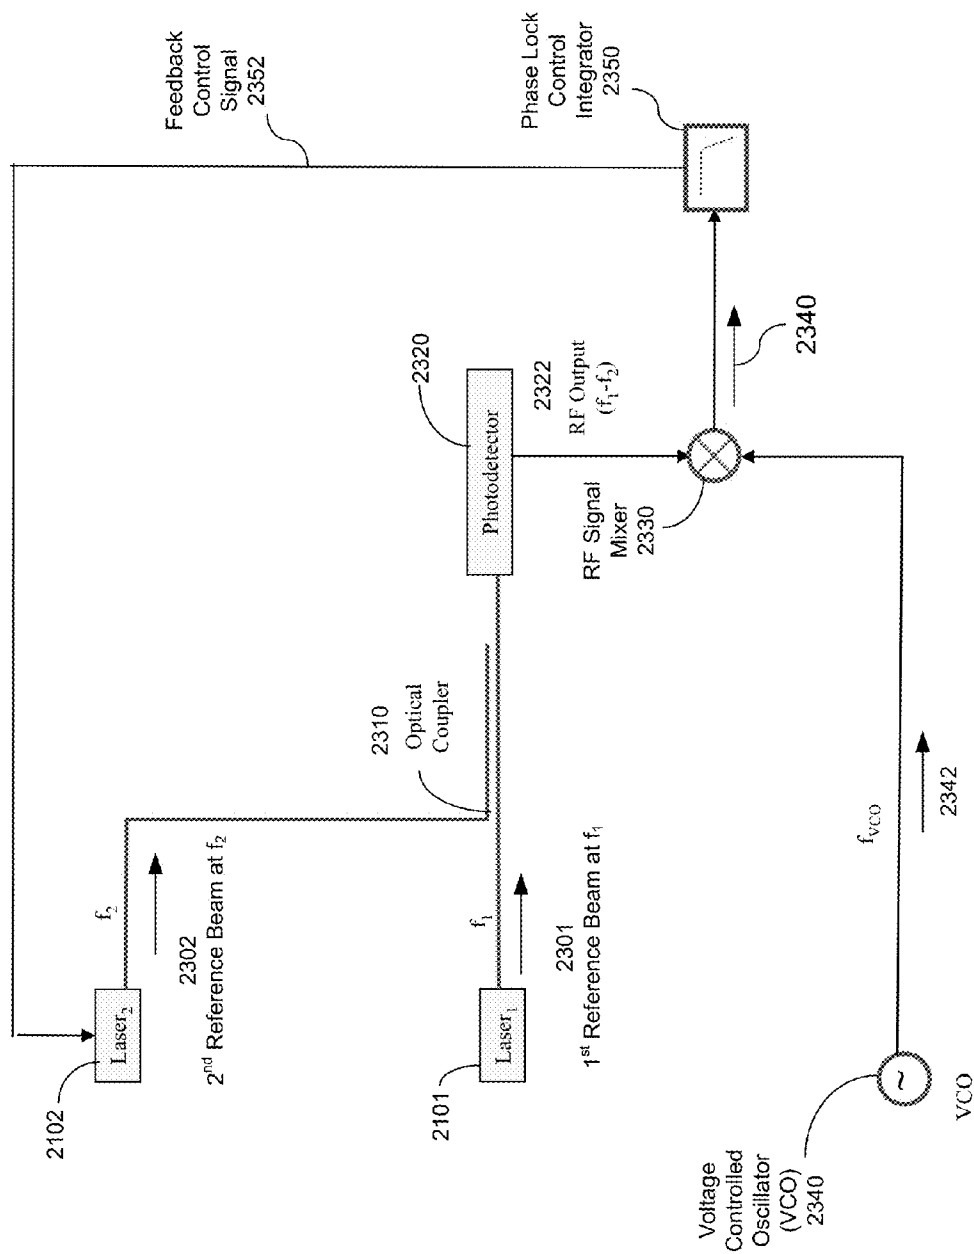 Feedback
Control
Signal
2352
Phase Lock
Control
Integrator
2350
2102
Laser2
f2
2302
2nd Reference Beam at f2
2310
Optical
Coupler
2101
Laser1
f1
2301
1st Reference Beam at f1
Photodetector
2320
2322
RF Output
(f1-f2)
RF Signal
Mixer
2330
2340
Voltage
Controlled
Oscillator
(VCO)
2340
~
VCO
fVCO
2342